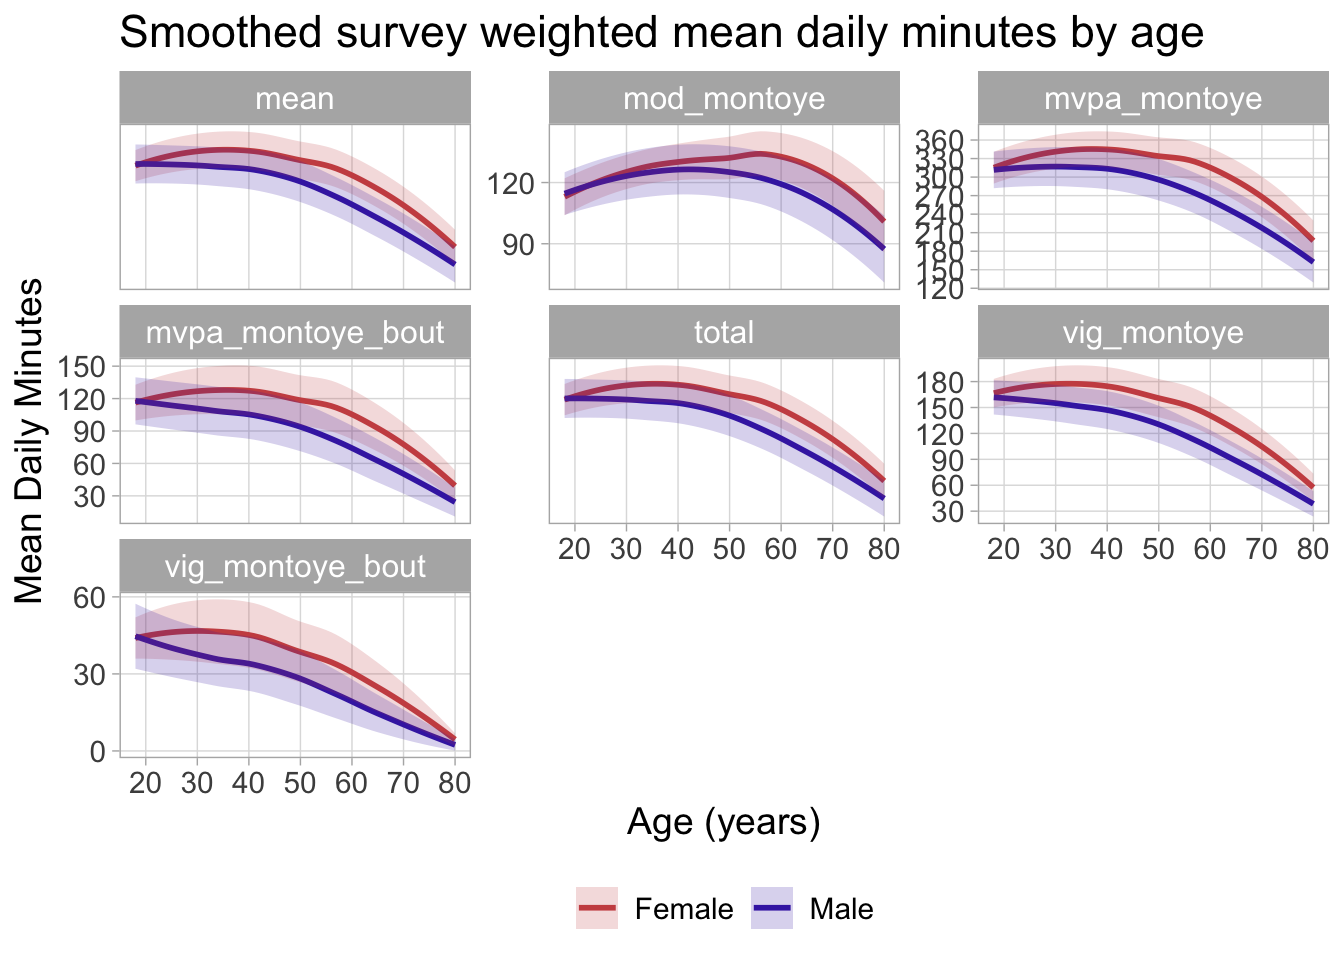 Smoothed survey weighted mean daily minutes by age
mean
mod_montoye
mvpa_montoye
120
90
360
330
300
270
240
210
180
150
120
mvpa_montoye_bout
total
vig_montoye
150
120
90
60
30
180
150
120
90
60
30
20 30 40 50 60 70 80
20 30 40 50 60 70 80
vig_montoye_bout
60
30
0
20 30 40 50 60 70 80
Mean Daily Minutes
Age (years)
Female Male